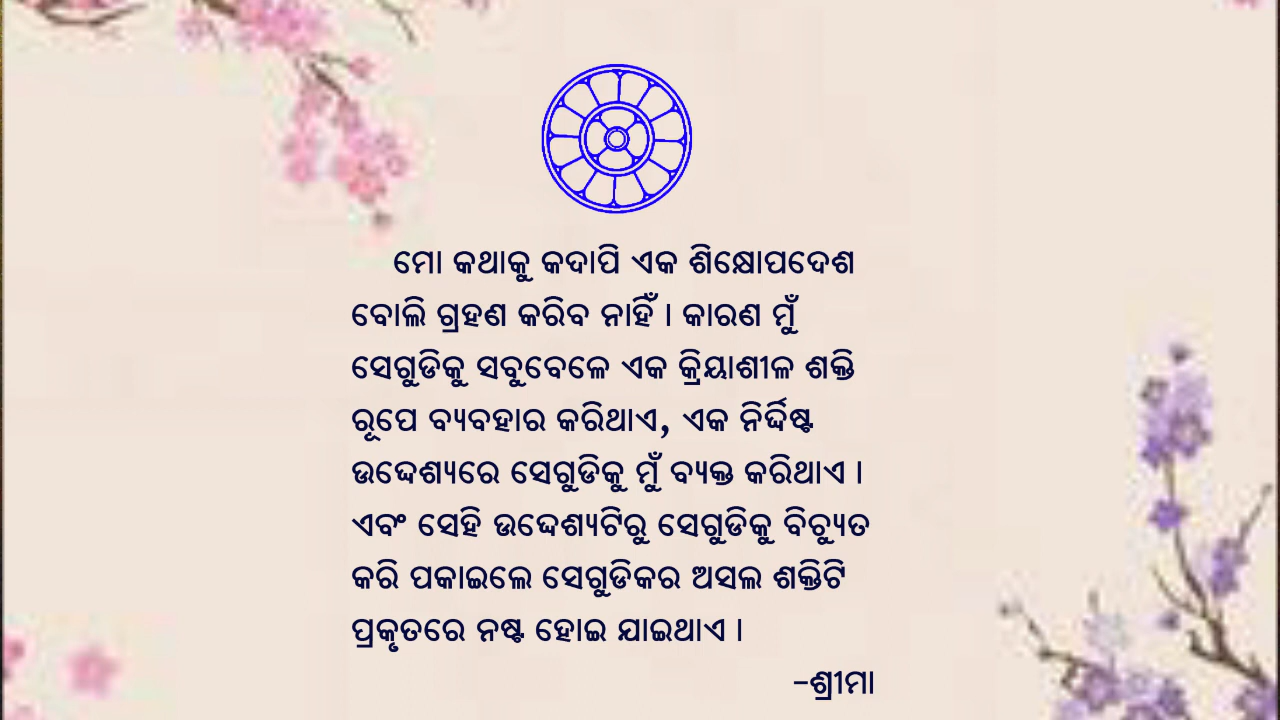 ମୋ କଥାକୁ କଦାପି ଏକ ଶିକ୍ଷୋପଦେଶ
ବୋଲି ଗ୍ରହଣ କରିବ ନାହିଁ । କାରଣ ମୁଁ
ସେଗୁଡିକୁ ସବୁବେଳେ ଏକ କ୍ରିୟାଶୀଳ ଶକ୍ତି
ରୂପେ ବ୍ୟବହାର କରିଥାଏ, ଏକ ନିର୍ଦ୍ଦିଷ୍ଟ
ଉଦ୍ଦେଶ୍ୟରେ ସେଗୁଡିକୁ ମୁଁ ବ୍ୟକ୍ତ କରିଥାଏ ।
ଏବଂ ସେହି ଉଦ୍ଦେଶ୍ୟଟିରୁ ସେଗୁଡିକୁ ବିଚ୍ୟୁତ
କରି ପକାଇଲେ ସେଗୁଡିକର ଅସଲ ଶକ୍ତିଟି
ପ୍ରକୃତରେ ନଷ୍ଟ ହୋଇ ଯାଇଥାଏ ।
-ଶ୍ରୀମା